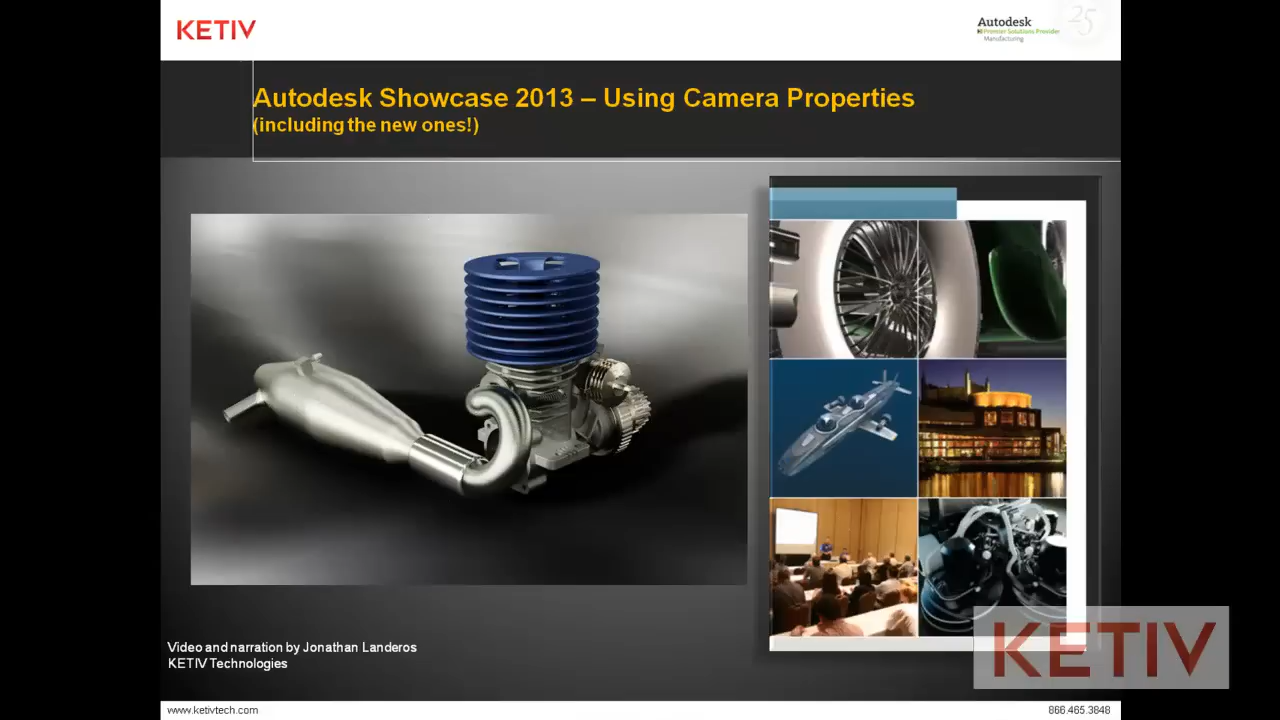 KETIV
Autodesk
Premier Solutions Provider
Manufacturing
25
Autodesk Showcase 2013 – Using Camera Properties
(including the new ones!)
Video and narration by Jonathan Landeros
KETIV Technologies
KETIV
www.ketivtech.com
866.465.3848